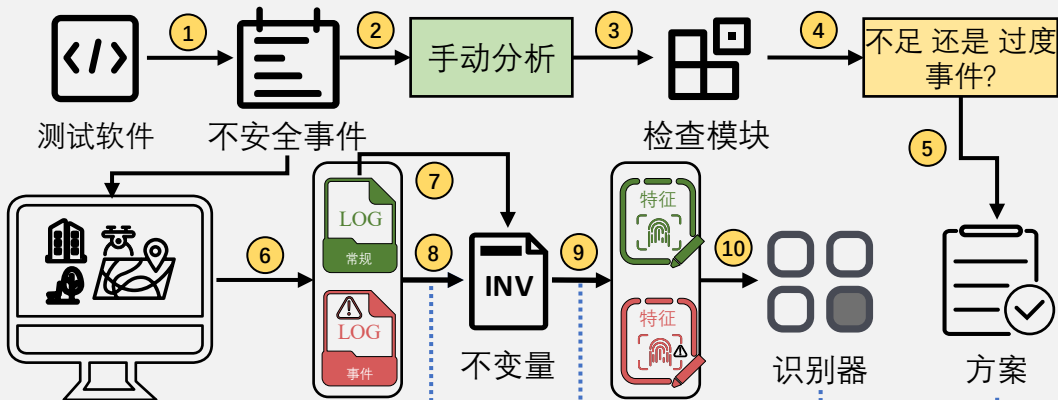 1
2
3
4
手动分析
不足 还是 过度
事件?
测试软件
不安全事件
检查模块
5
7
LOG
常规
特征
6
8
9
10
INV
LOG
事件
特征
不变量
识别器
方案